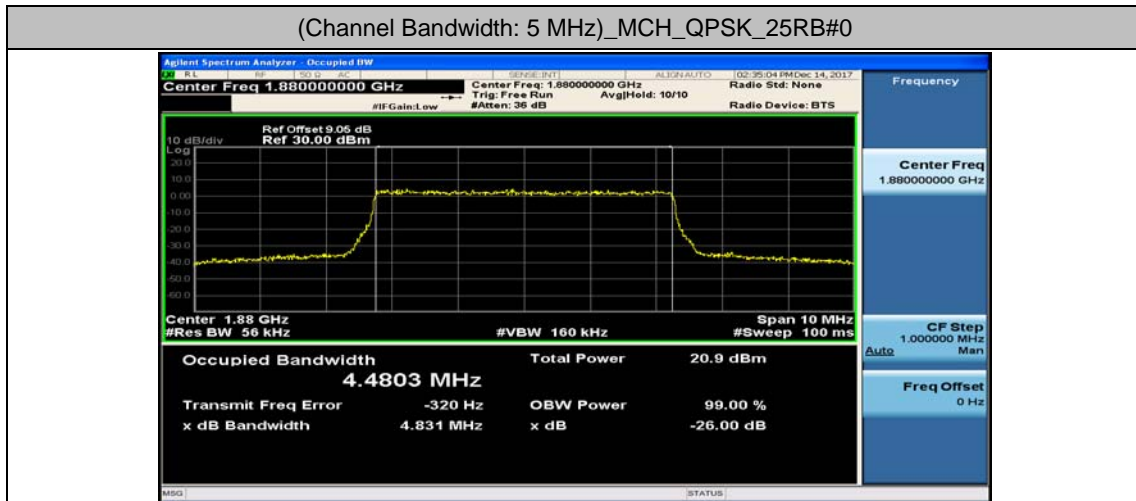 (Channel Bandwidth: 5 MHz)_MCH_QPSK_25RB#0
Agilent Spectrum Analyzer - Occupied BW
RL RF 50 Ω AC SENSE:INT ALIGN AUTO 02:35:04 PM Dec 14, 2017
Center Freq 1.880000000 GHz
Center Freq: 1.880000000 GHz
Radio Std: None
Trig: Free Run Avg|Hold: 10/10
#IFGain:Low
#Atten: 36 dB
Radio Device: BTS
Ref Offset 9.05 dB
10 dB/div Ref 30.00 dBm
Log
20.0
10.0
0.00
-10.0
-20.0
-30.0
-40.0
-50.0
-60.0
Center 1.88 GHz Span 10 MHz
#Res BW 56 kHz #VBW 160 kHz #Sweep 100 ms
Occupied Bandwidth Total Power 20.9 dBm
4.4803 MHz
Transmit Freq Error -320 Hz OBW Power 99.00 %
x dB Bandwidth 4.831 MHz x dB -26.00 dB
MSG STATUS
Frequency
Center Freq
1.880000000 GHz
CF Step
1.000000 MHz
Auto Man
Freq Offset
0 Hz